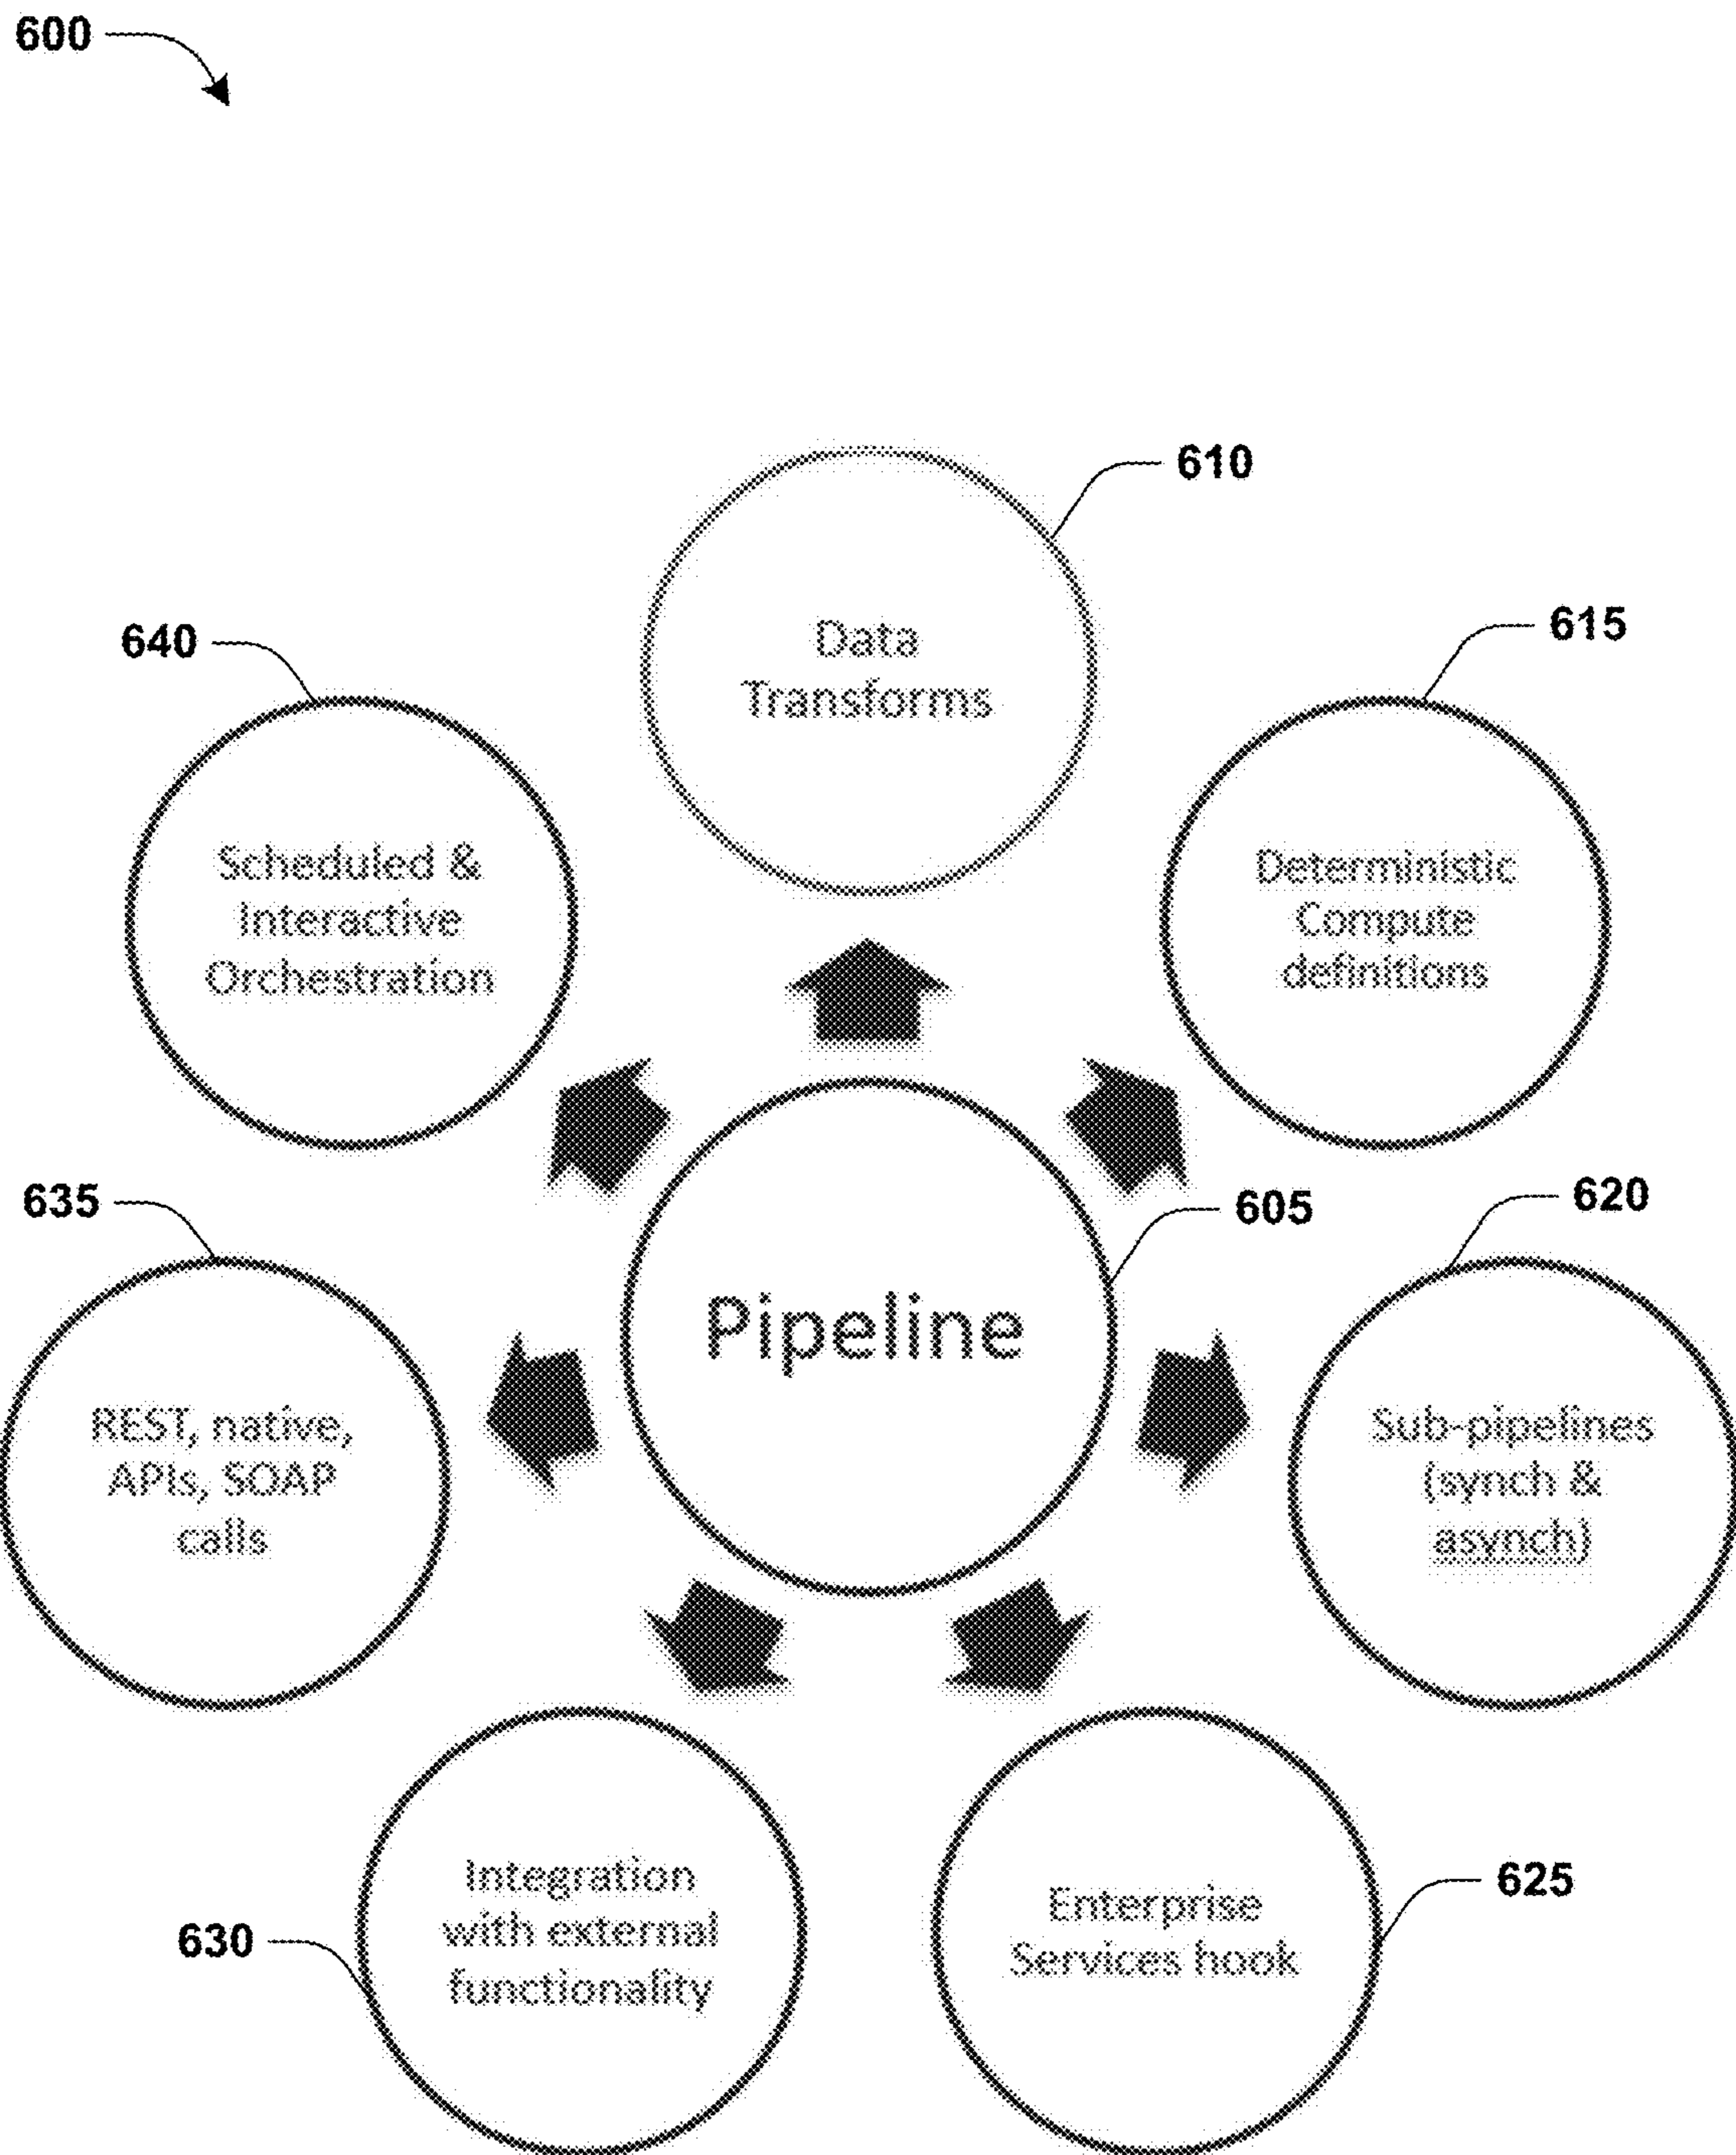 600
610
Data
Transforms
615
Deterministic
Compute
definitions
640
Scheduled &
Interactive
Orchestration
605
Pipeline
620
Sub-pipelines
(synch &
asynch)
635
REST, native,
APIs, SOAP
calls
625
Enterprise
Services hook
630
Integration
with external
functionality